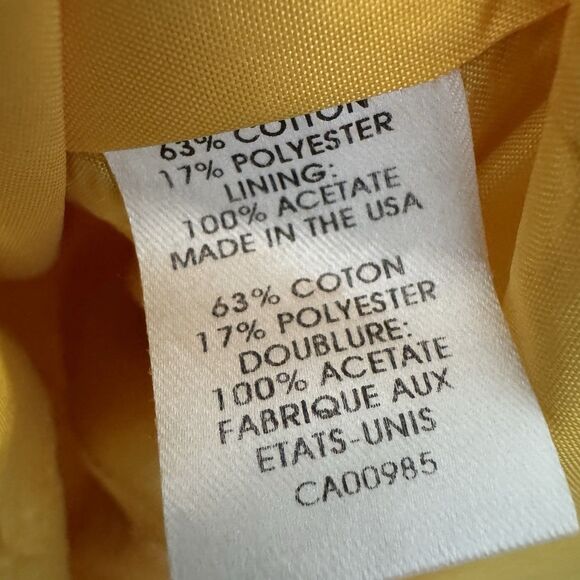 63% COTTON
17% POLYESTER
LINING:
100% ACETATE
MADE IN THE USA
63% COTON
17% POLYESTER
DOUBLURE:
100% ACETATE
FABRIQUE AUX
ETATS-UNIS
CA00985